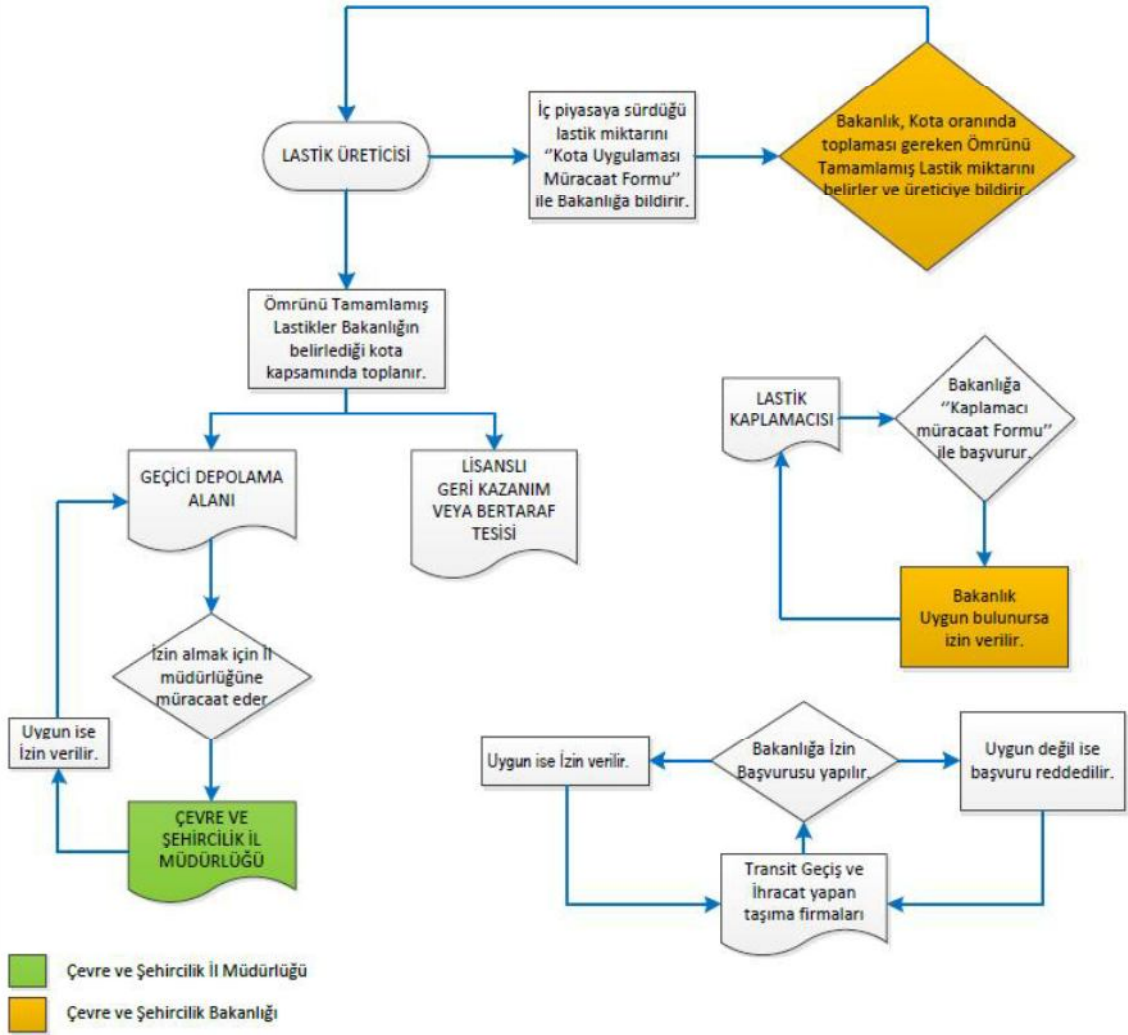 LASTİK ÜRETİCİSİ
İç piyasaya sürdüğü
lastik miktarını
‘’Kota Uygulaması
Müracaat Formu’’
ile Bakanlığa bildirir.
Bakanlık, Kota oranında
toplaması gereken Ömrünü
Tamamlamış Lastik miktarını
belirler ve üreticiye bildirir.
Ömrünü Tamamlamış
Lastikler Bakanlığın
belirlediği kota
kapsamında toplanır.
GEÇİCİ DEPOLAMA
ALANI
LİSANSLI
GERİ KAZANIM
VEYA BERTARAF
TESİSİ
İzin almak için İl
müdürlüğüne
müracaat eder
Uygun ise
İzin verilir.
ÇEVRE VE
ŞEHİRCİLİK İL
MÜDÜRLÜĞÜ
LASTİK
KAPLAMACISI
Bakanlığa
‘’Kaplamacı
müracaat Formu’’
ile başvurur.
Bakanlık
Uygun bulunursa
izin verilir.
Uygun ise İzin verilir.
Bakanlığa İzin
Başvurusu yapılır.
Uygun değil ise
başvuru reddedilir.
Transit Geçiş ve
İhracat yapan
taşıma firmaları
Çevre ve Şehircilik İl Müdürlüğü
Çevre ve Şehircilik Bakanlığı